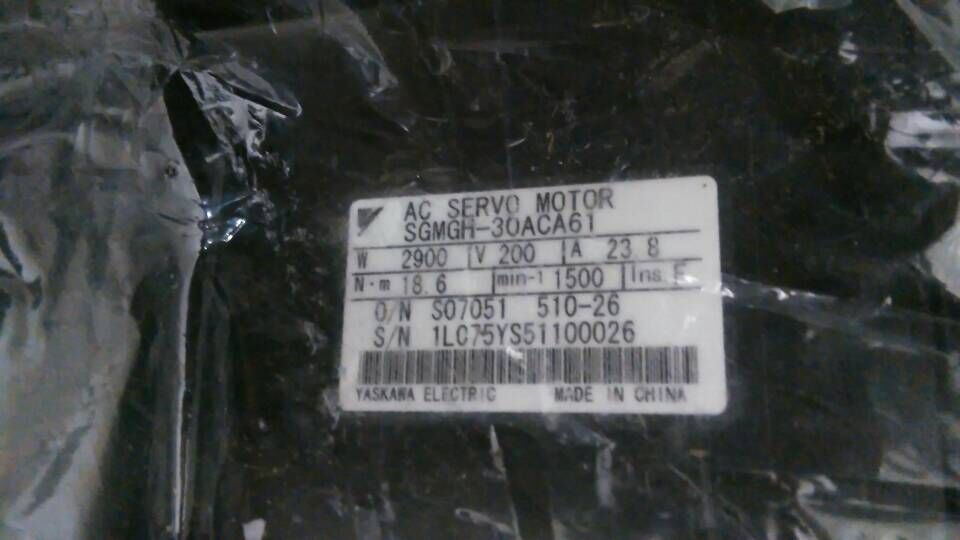 AC SERVO MOTOR
SGMGH-30ACA61
W 2900 V 200 A 23.8
N·m 18.6 min-1 1500 Ins. F
O/N S07051 510-26
S/N 1LC75YS51100026
YASKAWA ELECTRIC MADE IN CHINA